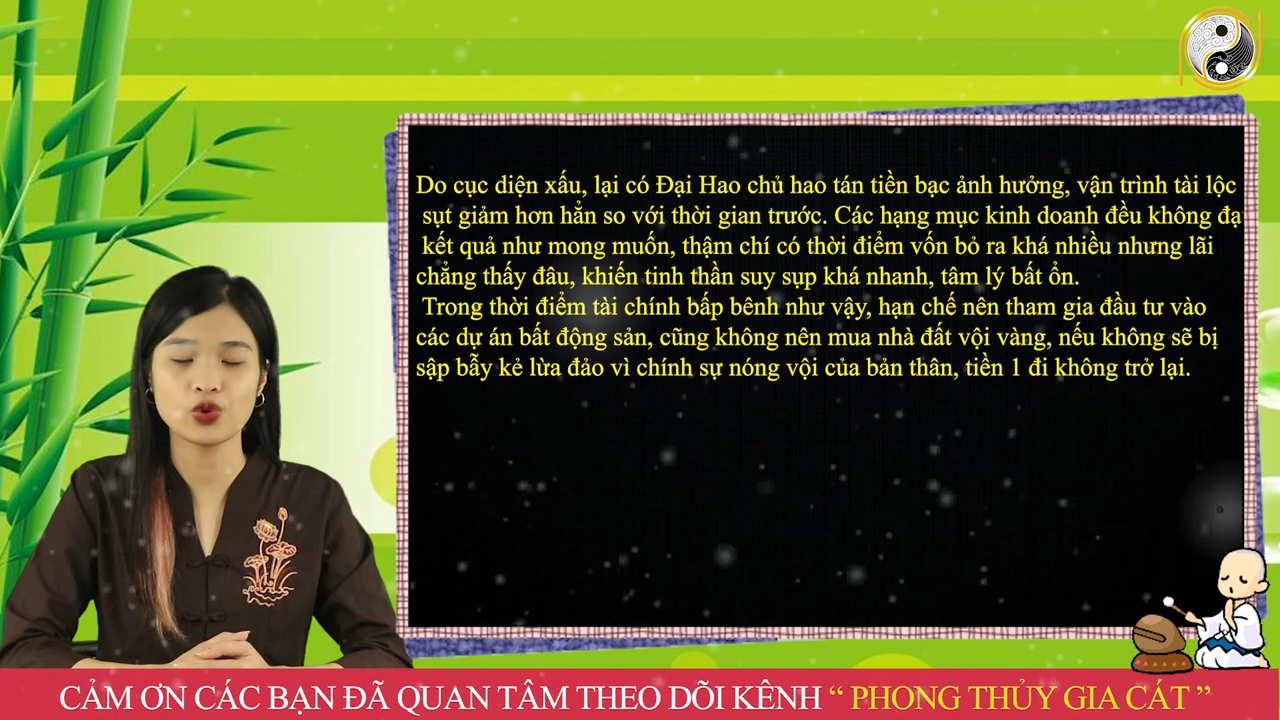 Do cục diện xấu, lại có Đại Hao chủ hao tán tiền bạc ảnh hưởng, vận trình tài lộc
sụt giảm hơn hẳn so với thời gian trước. Các hạng mục kinh doanh đều không đạ
kết quả như mong muốn, thậm chí có thời điểm vốn bỏ ra khá nhiều nhưng lãi
chẳng thấy đâu, khiến tinh thần suy sụp khá nhanh, tâm lý bất ổn.
Trong thời điểm tài chính bấp bênh như vậy, hạn chế nên tham gia đầu tư vào
các dự án bất động sản, cũng không nên mua nhà đất vội vàng, nếu không sẽ bị
sập bẫy kẻ lừa đảo vì chính sự nóng vội của bản thân, tiền 1 đi không trở lại.
CẢM ƠN CÁC BẠN ĐÃ QUAN TÂM THEO DÕI KÊNH “ PHONG THỦY GIA CÁT ”